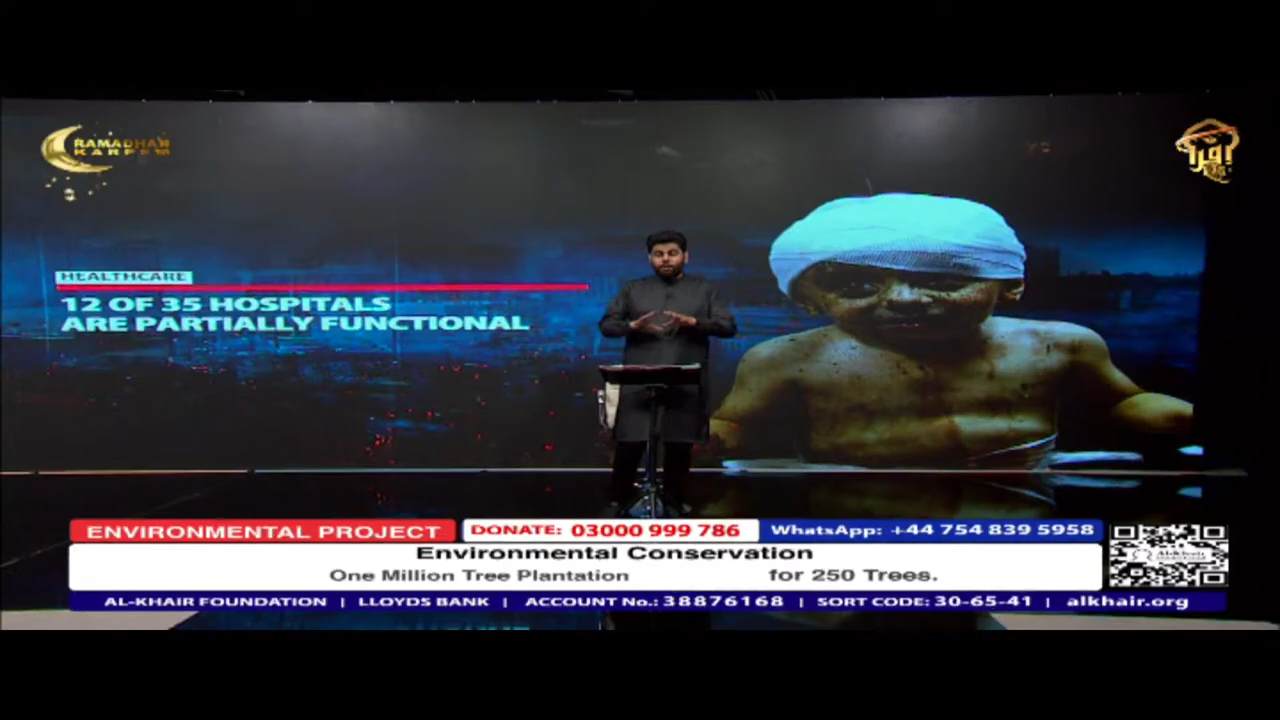 RAMADHAN
KAREEM
اقرأ
HEALTHCARE
12 OF 35 HOSPITALS
ARE PARTIALLY FUNCTIONAL
ENVIRONMENTAL PROJECT
DONATE: 03000 999 786
WhatsApp: +44 754 839 5958
Environmental Conservation
One Million Tree Plantation for 250 Trees.
AL-KHAIR FOUNDATION | LLOYDS BANK | ACCOUNT No.: 38876168 | SORT CODE: 30-65-41 | alkhair.org